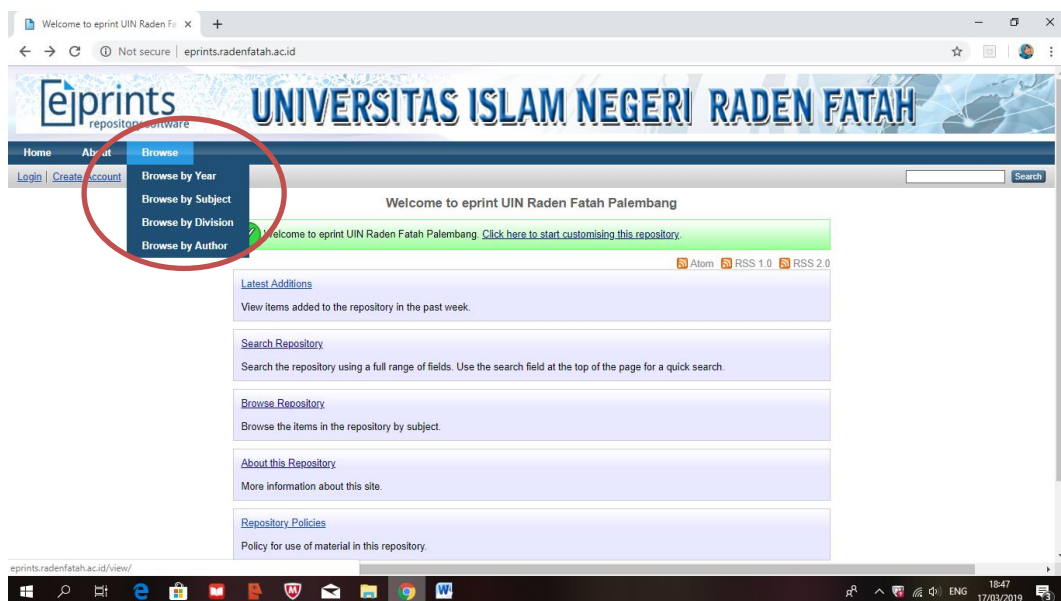 Welcome to eprint UIN Raden Fa
Not secure | eprints.radenfatah.ac.id
eprints
repository software
UNIVERSITAS ISLAM NEGERI RADEN FATAH
Home About Browse
Login | Create Account
Search
Browse by Year
Browse by Subject
Browse by Division
Browse by Author
Welcome to eprint UIN Raden Fatah Palembang
Welcome to eprint UIN Raden Fatah Palembang. Click here to start customising this repository.
Atom RSS 1.0 RSS 2.0
Latest Additions
View items added to the repository in the past week.
Search Repository
Search the repository using a full range of fields. Use the search field at the top of the page for a quick search.
Browse Repository
Browse the items in the repository by subject.
About this Repository
More information about this site.
Repository Policies
Policy for use of material in this repository.
eprints.radenfatah.ac.id/view/
ENG
18:47
17/03/2019